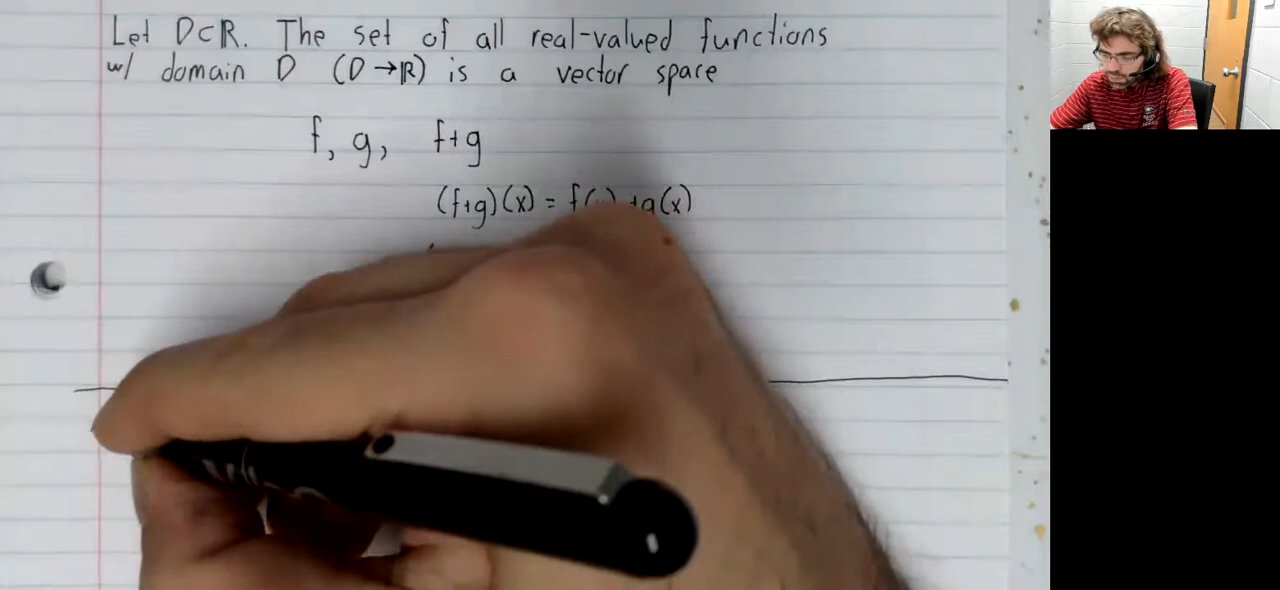 Let D⊂ℝ. The set of all real-valued functions
w/ domain D (D→ℝ) is a vector space
f, g, f+g
(f+g)(x) = f(x)+g(x)